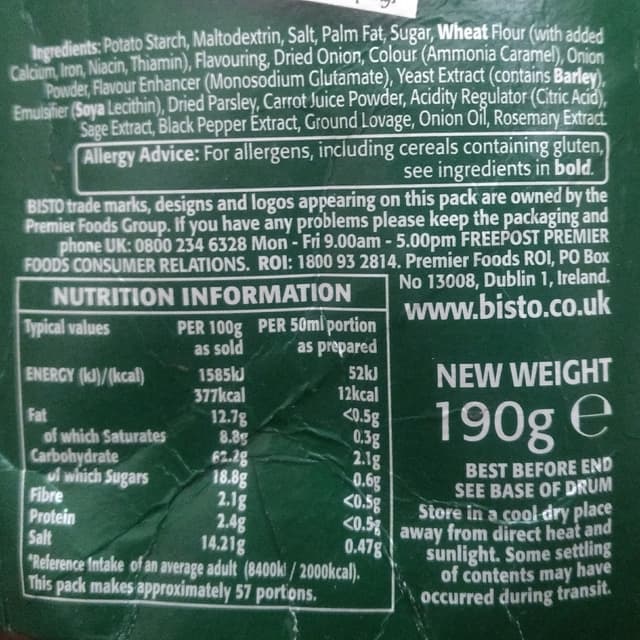 Ingredients: Potato Starch, Maltodextrin, Salt, Palm Fat, Sugar, Wheat Flour (with added
Calcium, Iron, Niacin, Thiamin), Flavouring, Dried Onion, Colour (Ammonia Caramel), Onion
Powder, Flavour Enhancer (Monosodium Glutamate), Yeast Extract (contains Barley),
Emulsifier (Soya Lecithin), Dried Parsley, Carrot Juice Powder, Acidity Regulator (Citric Acid),
Sage Extract, Black Pepper Extract, Ground Lovage, Onion Oil, Rosemary Extract.
Allergy Advice: For allergens, including cereals containing gluten,
see ingredients in bold.
BISTO trade marks, designs and logos appearing on this pack are owned by the
Premier Foods Group. If you have any problems please keep the packaging and
phone UK: 0800 234 6328 Mon - Fri 9.00am - 5.00pm FREEPOST PREMIER
FOODS CONSUMER RELATIONS. ROI: 1800 93 2814. Premier Foods ROI, PO Box
No 13008, Dublin 1, Ireland.
www.bisto.co.uk
NUTRITION INFORMATION
Typical values PER 100g PER 50ml portion
as sold as prepared
ENERGY (kJ)/(kcal) 1585kJ 52kJ
377kcal 12kcal
Fat 12.7g <0.5g
of which Saturates 8.8g 0.3g
Carbohydrate 62.2g 2.1g
of which Sugars 18.8g 0.6g
Fibre 2.1g <0.5g
Protein 2.4g <0.5g
Salt 14.21g 0.47g
*Reference Intake of an average adult (8400kJ / 2000kcal).
This pack makes approximately 57 portions.
NEW WEIGHT
190g e
BEST BEFORE END
SEE BASE OF DRUM
Store in a cool dry place
away from direct heat and
sunlight. Some settling
of contents may have
occurred during transit.